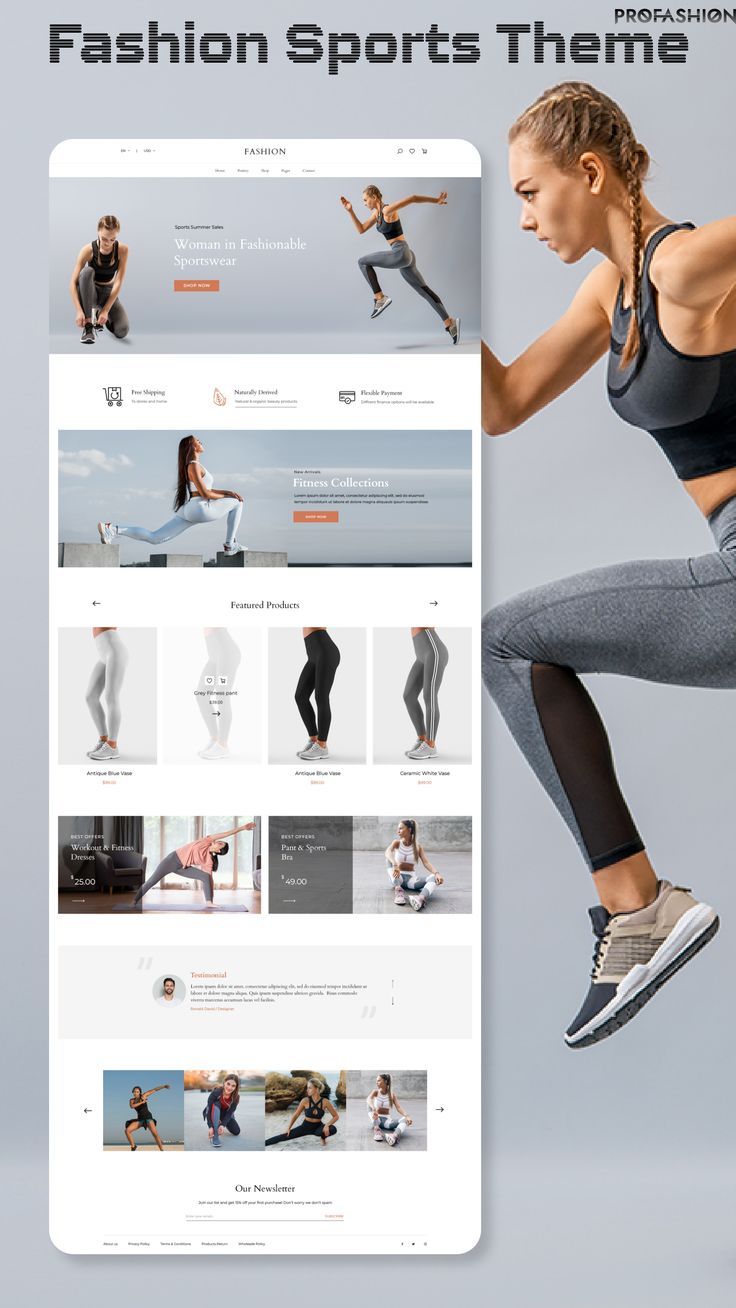 PROFASHION
Fashion Sports Theme
EN
|
USD
FASHION
Home
Pottery
Shop
Pages
Contact
Sports Summer Sales
Woman in Fashionable
Sportswear
SHOP NOW
Free Shipping
To doress and home
Naturally Derived
Natural & organic beauty products
Flexible Payment
Diffrent finance options will be available
New Arrivals
Fitness Collections
Lorem ipsum dolor sit amet, consectetur adipiscing elit, sed do eiusmod
tempor incididunt ut labore et dolore magna aliquauis ipsum suspendisse.
SHOP NOW
Featured Products
Grey Fitness pant
$39.00
Antique Blue Vase
$99.00
Antique Blue Vase
$99.00
Ceramic White Vase
$99.00
BEST OFFERS
Workout & Fitness
Dresses
$25.00
BEST OFFERS
Pant & Sports
Bra
$49.00
Testimonial
Lorem ipsum dolor sit amet, consectetur adipiscing elit, sed do eiusmod tempor incididunt ut
labore et dolore magna aliqua. Quis ipsum suspendisse ultrices gravida. Risus commodo
viverra maecenas accumsan lacus vel facilisis.
Ronald David / Designer
Our Newsletter
Join our list and get 15% off your first purchase! Don't worry we don't spam
Enter your email
SUBSCRIBE
About us
Privacy Policy
Terms & Conditions
Products Return
Wholesale Policy